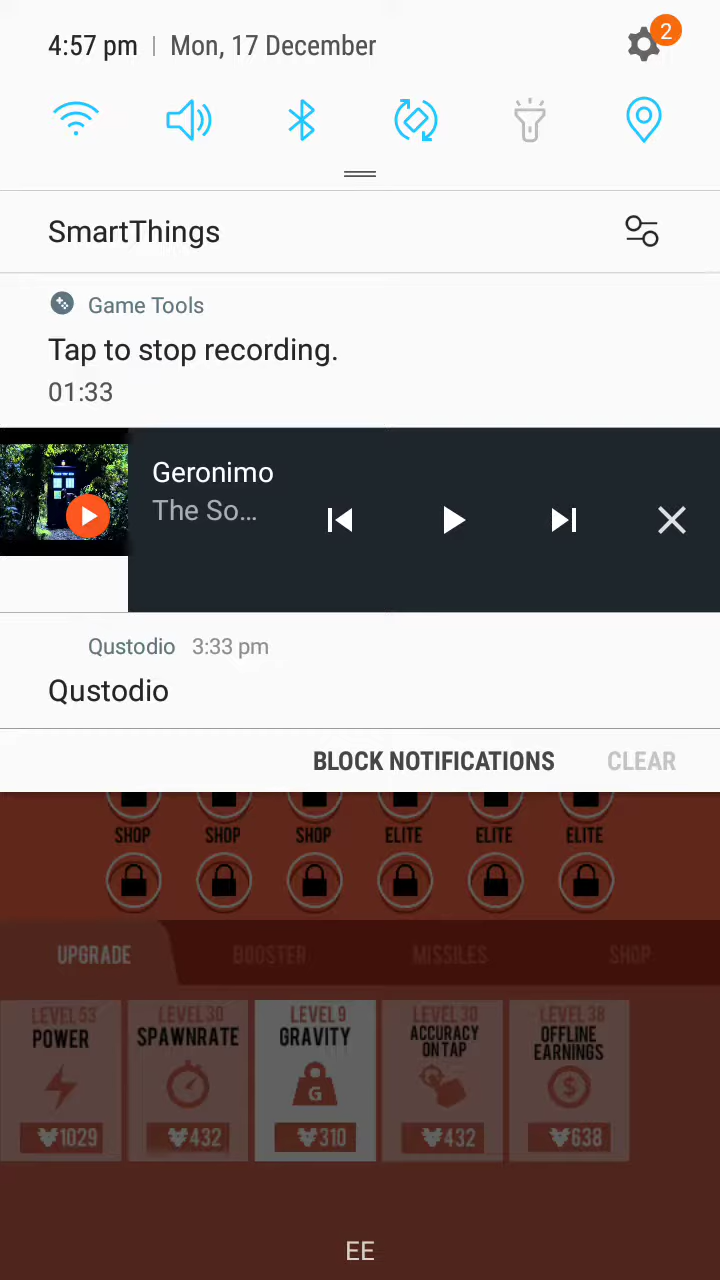 4:57 pm | Mon, 17 December
2
SmartThings
Game Tools
Tap to stop recording.
01:33
Geronimo
The So...
Qustodio 3:33 pm
Qustodio
BLOCK NOTIFICATIONS CLEAR
SHOP SHOP SHOP ELITE ELITE ELITE
UPGRADE BOOSTER MISSILES SHOP
LEVEL 53 LEVEL 30 LEVEL 9 LEVEL 30 LEVEL 38
POWER SPAWNRATE GRAVITY ACCURACY ON TAP OFFLINE EARNINGS
G $
1029 432 310 432 638
EE